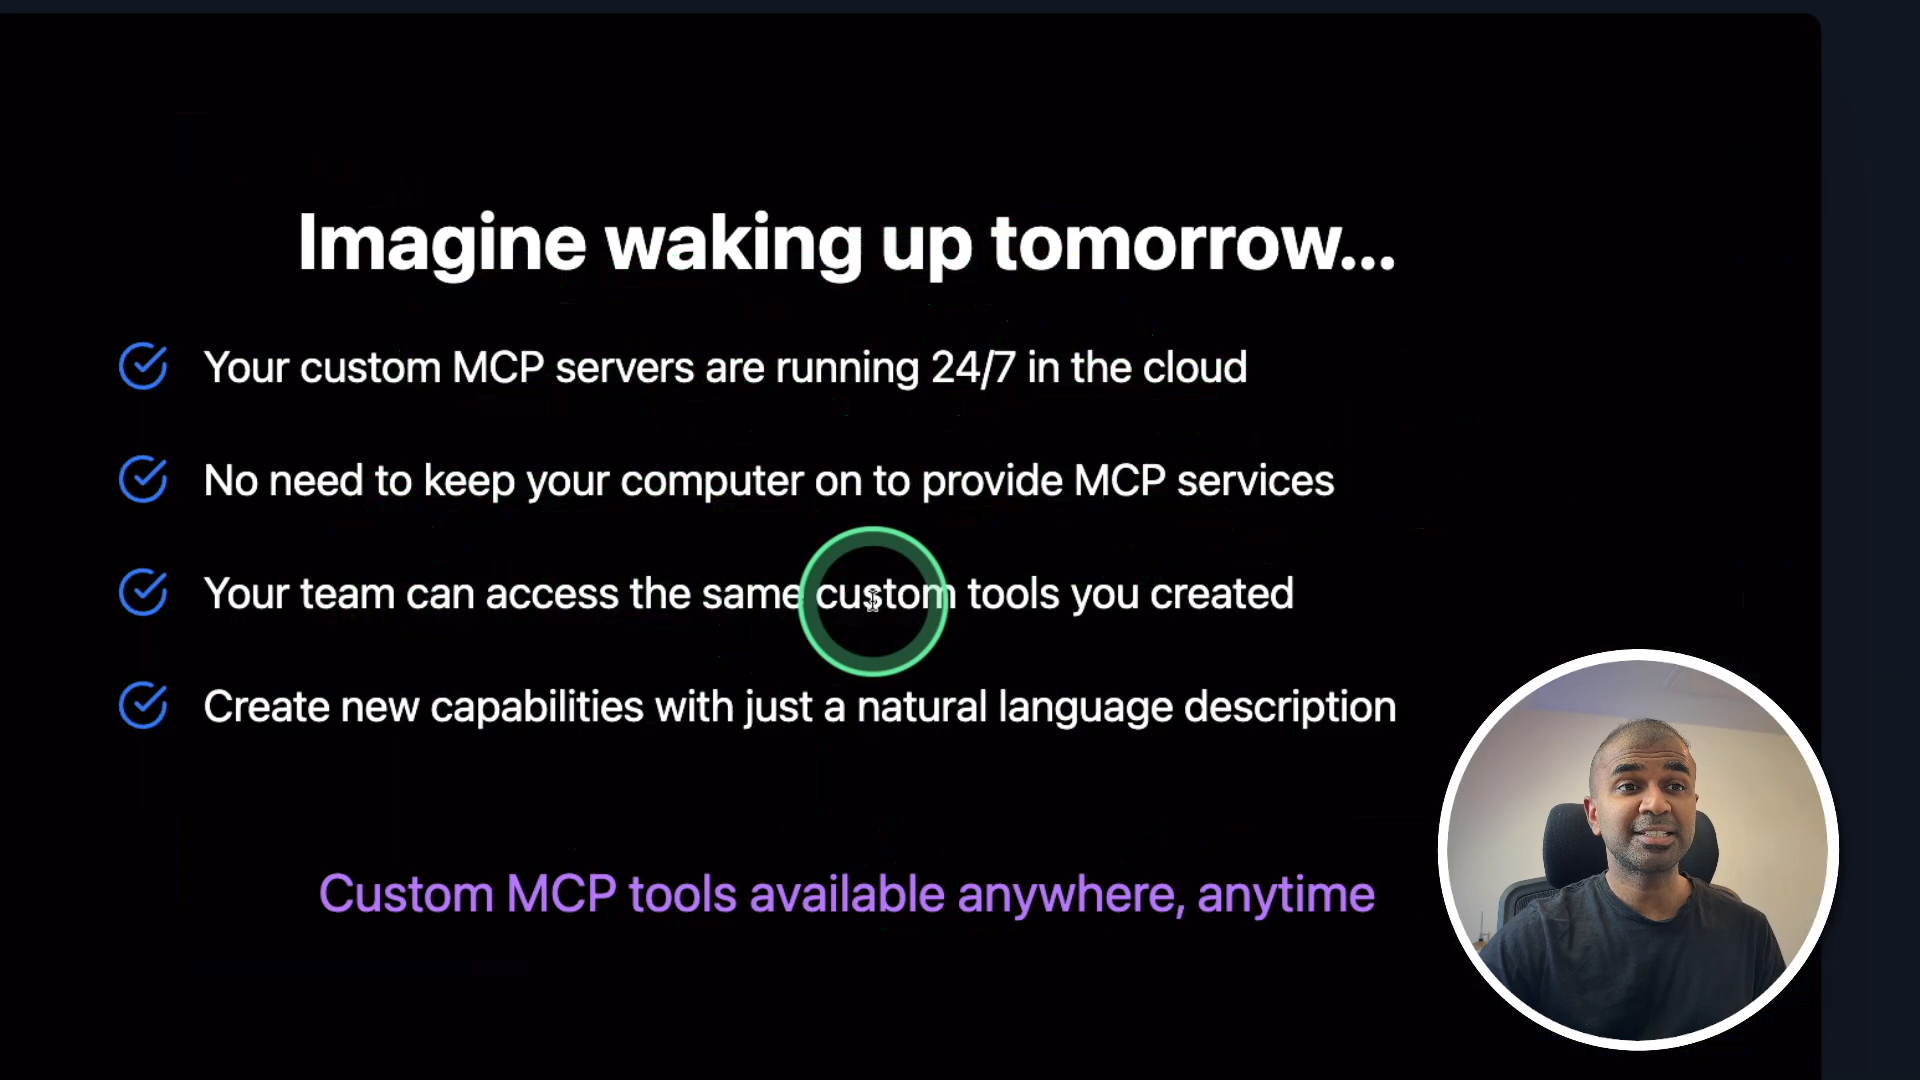 Imagine waking up tomorrow...
Your custom MCP servers are running 24/7 in the cloud
No need to keep your computer on to provide MCP services
Your team can access the same custom tools you created
Create new capabilities with just a natural language description
Custom MCP tools available anywhere, anytime